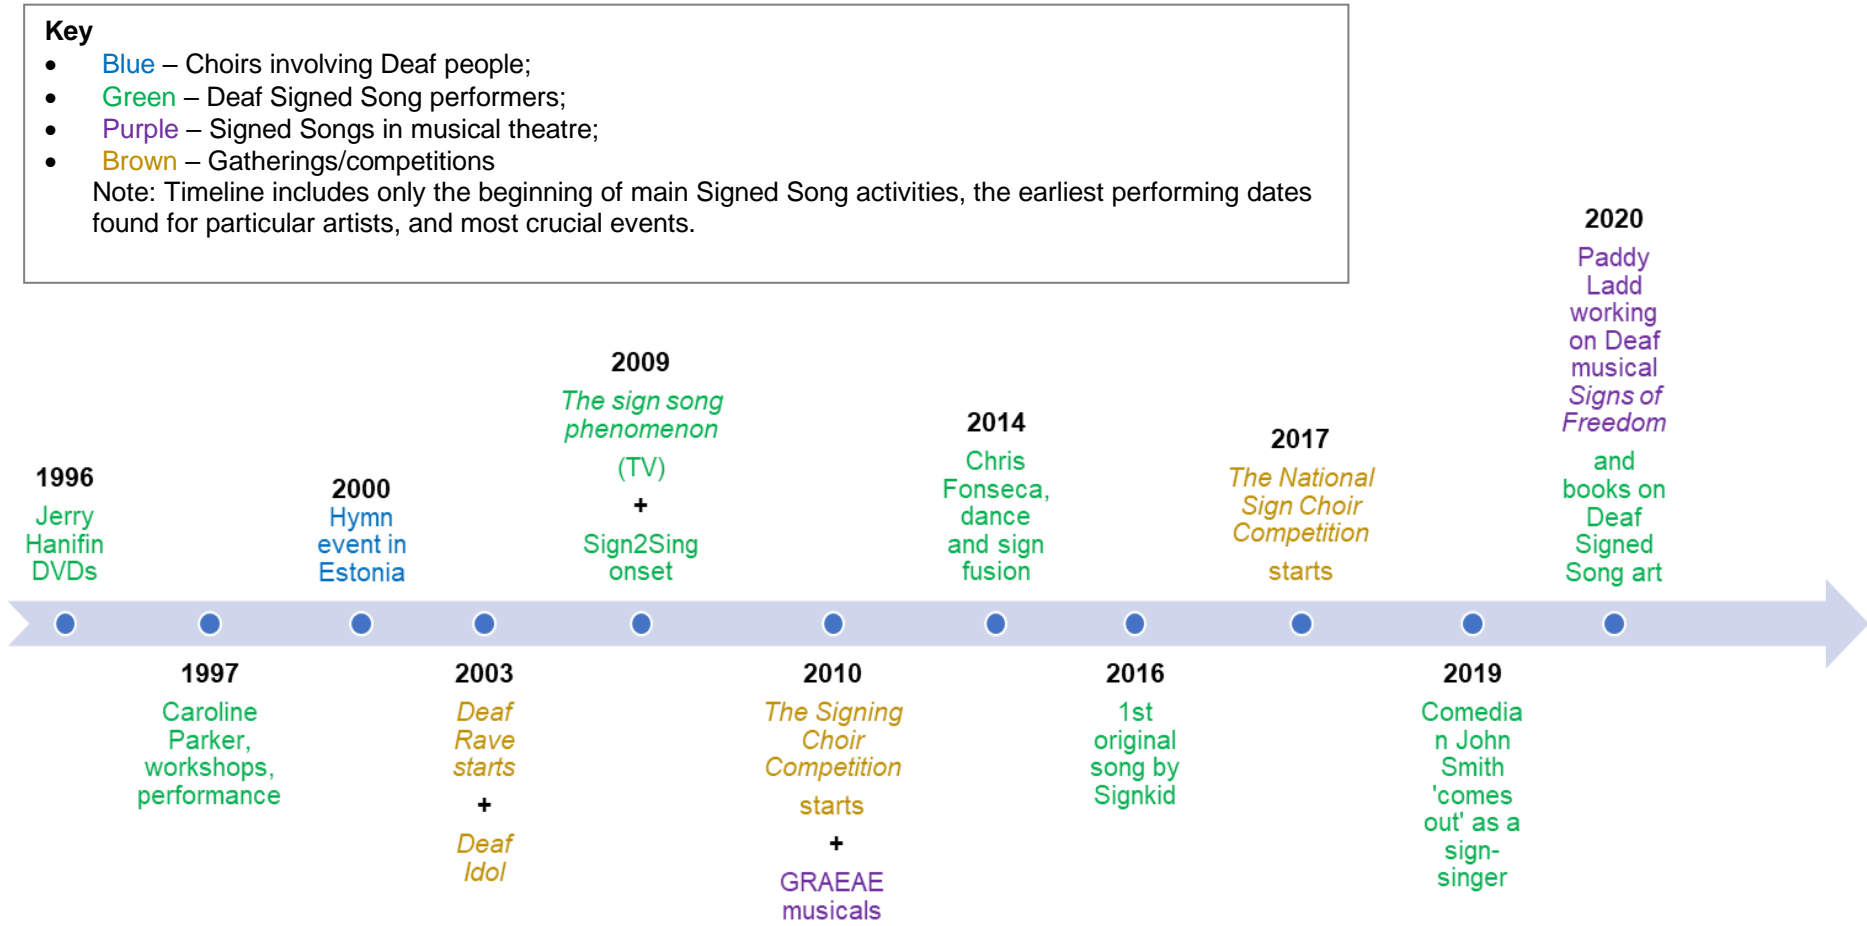 Key
• Blue – Choirs involving Deaf people;
• Green – Deaf Signed Song performers;
• Purple – Signed Songs in musical theatre;
• Brown – Gatherings/competitions
Note: Timeline includes only the beginning of main Signed Song activities, the earliest performing dates
found for particular artists, and most crucial events.
1996
Jerry
Hanifin
DVDs
1997
Caroline
Parker,
workshops,
performance
2000
Hymn
event in
Estonia
2003
Deaf
Rave
starts
+
Deaf
Idol
2009
The sign song
phenomenon
(TV)
+
Sign2Sing
onset
2010
The Signing
Choir
Competition
starts
+
GRAEAE
musicals
2014
Chris
Fonseca,
dance
and sign
fusion
2016
1st
original
song by
Signkid
2017
The National
Sign Choir
Competition
starts
2019
Comedia
n John
Smith
'comes
out' as a
sign-
singer
2020
Paddy
Ladd
working
on Deaf
musical
Signs of
Freedom
and
books on
Deaf
Signed
Song art